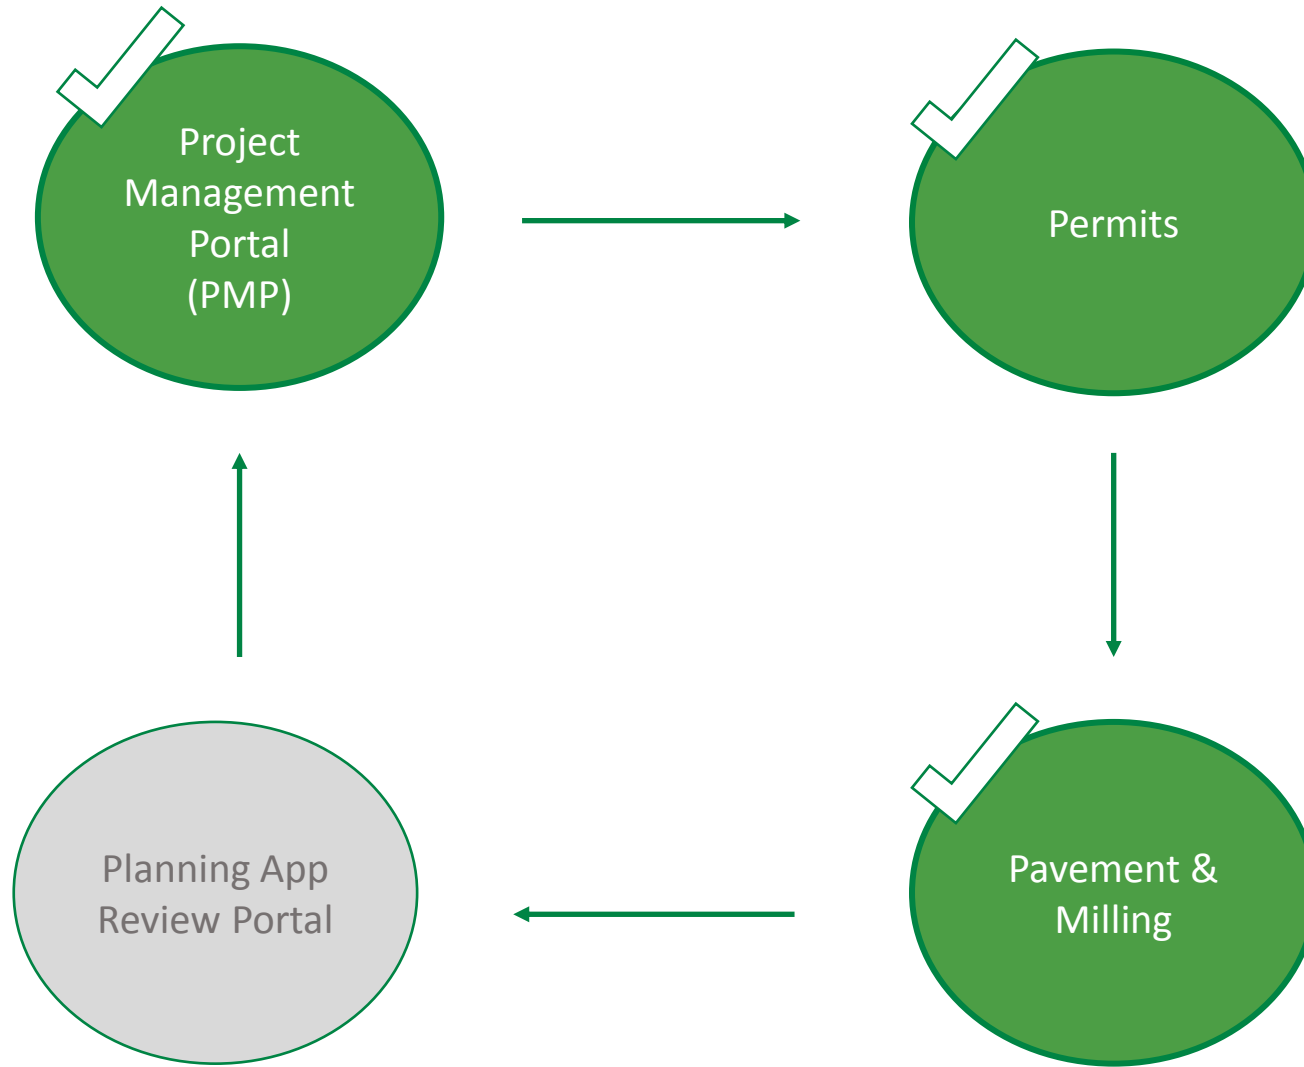 Project
Management
Portal
(PMP)
Permits
Planning App
Review Portal
Pavement &
Milling